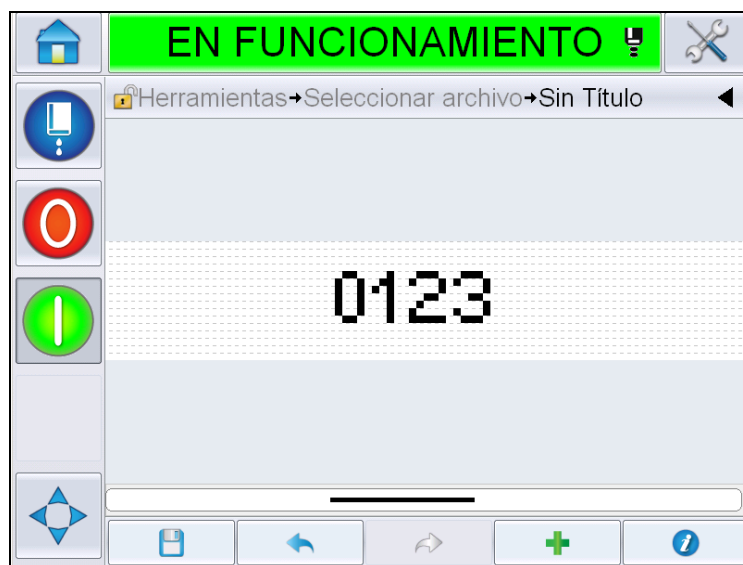 EN FUNCIONAMIENTO
Herramientas→Seleccionar archivo→Sin Título
0123